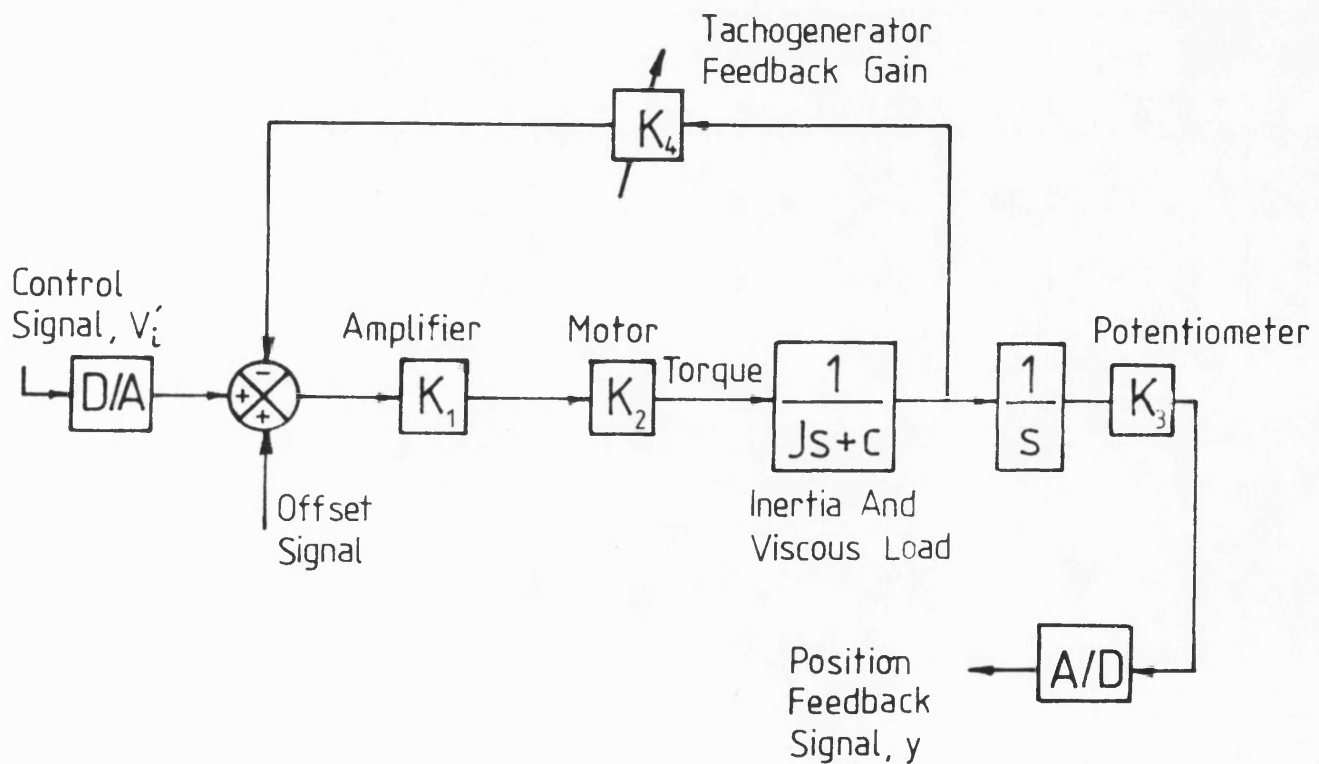 Tachogenerator
Feedback Gain
K₄
Control
Signal, Vᵢ′
D/A
−
+
+
Offset
Signal
Amplifier
K₁
Motor
K₂
Torque
1
Js+c
Inertia And
Viscous Load
1
s
Potentiometer
K₃
A/D
Position
Feedback
Signal, y